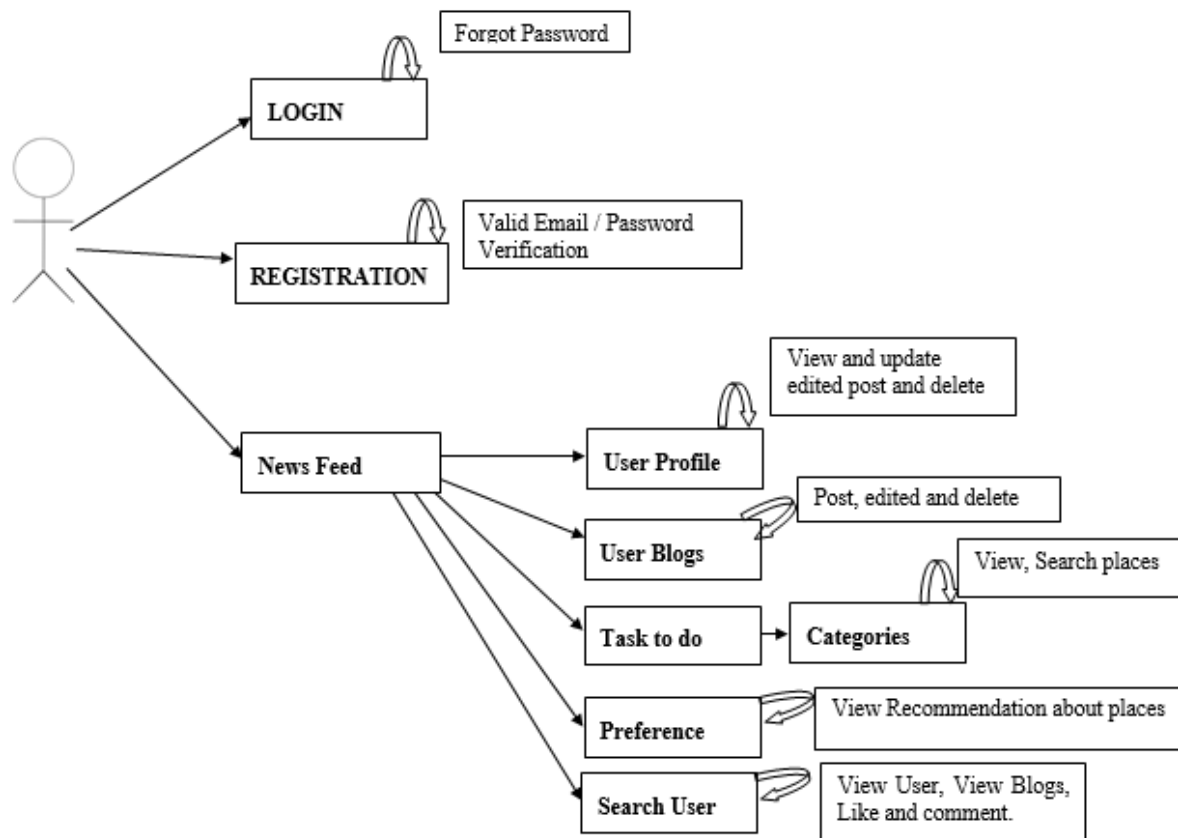 Forgot Password
LOGIN
Valid Email / Password
Verification
REGISTRATION
View and update
edited post and delete
News Feed
User Profile
Post, edited and delete
User Blogs
View, Search places
Task to do
Categories
View Recommendation about places
Preference
View User, View Blogs,
Like and comment.
Search User